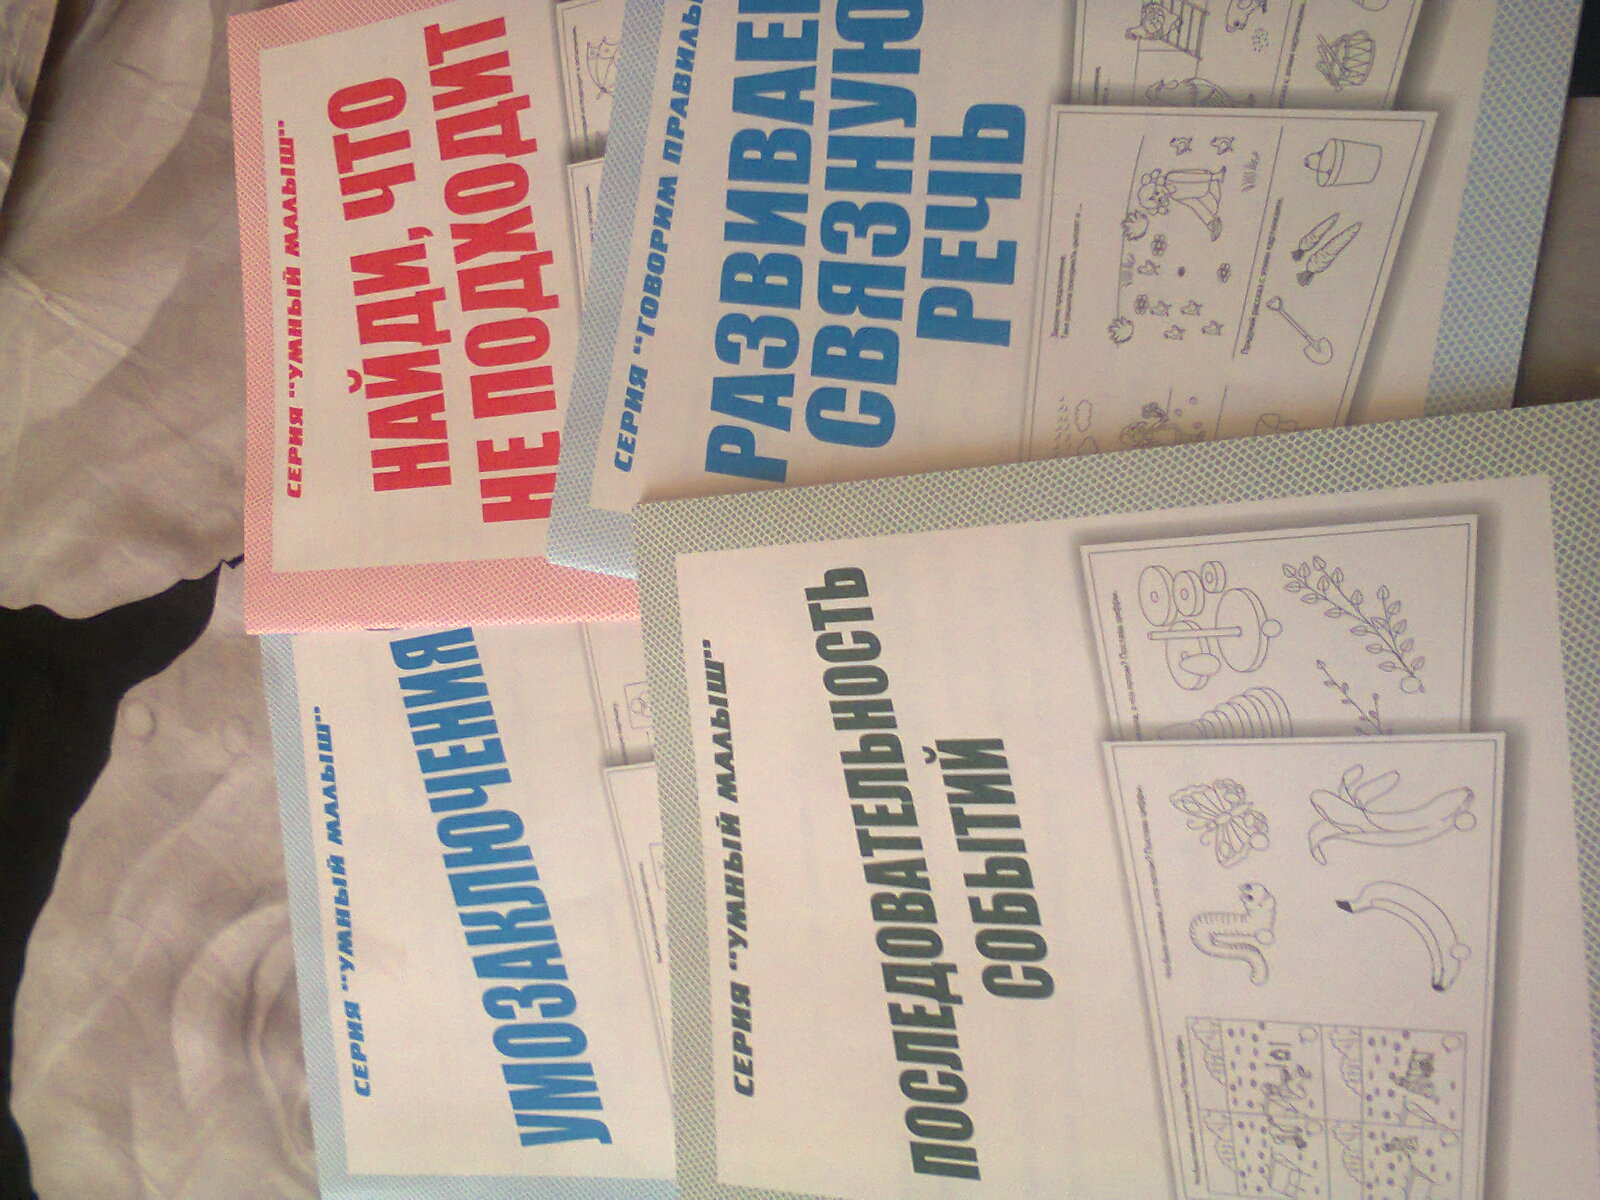 СЕРИЯ "УМНЫЙ МАЛЫШ"
НАЙДИ, ЧТО
НЕ ПОДХОДИТ
СЕРИЯ "ГОВОРИМ ПРАВИЛЬ
РАЗВИВАЕ
СВЯЗНУЮ
РЕЧЬ
СЕРИЯ "УМНЫЙ МАЛЫШ"
УМОЗАКЛЮЧЕНИЯ
СЕРИЯ "УМНЫЙ МАЛЫШ"
ПОСЛЕДОВАТЕЛЬНОСТЬ
СОБЫТИЙ